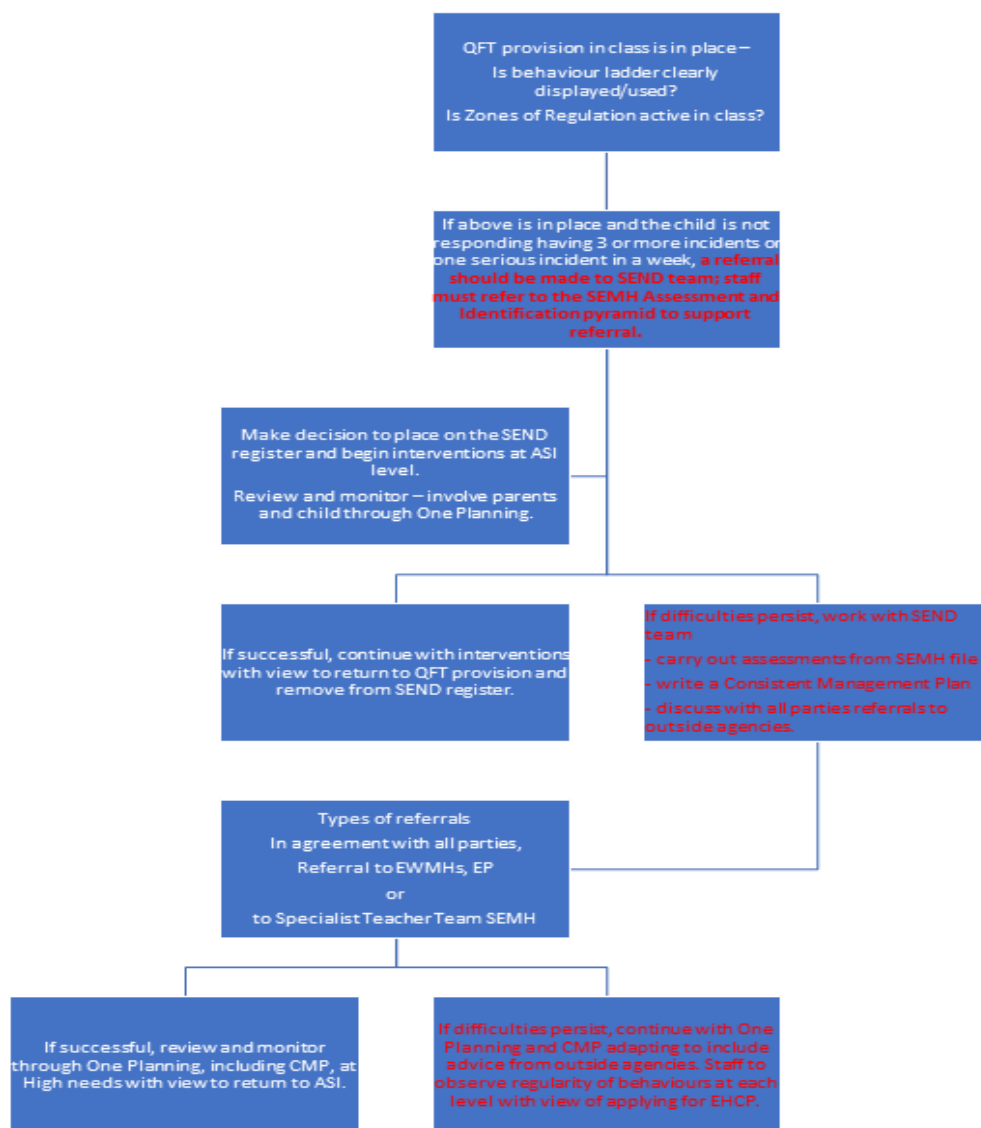 QFT provision in class is in place –
Is behaviour ladder clearly
displayed/used?
Is Zones of Regulation active in class?
If above is in place and the child is not
responding having 3 or more incidents or
one serious incident in a week, a referral
should be made to SEND team; staff
must refer to the SEMH Assessment and
Identification pyramid to support
referral.
Make decision to place on the SEND
register and begin interventions at ASI
level.
Review and monitor – involve parents
and child through One Planning.
If successful, continue with interventions
with view to return to QFT provision and
remove from SEND register.
If difficulties persist, work with SEND
team
- carry out assessments from SEMH file
- write a Consistent Management Plan
- discuss with all parties referrals to
outside agencies.
Types of referrals
In agreement with all parties,
Referral to EWMHs, EP
or
to Specialist Teacher Team SEMH
If successful, review and monitor
through One Planning, including CMP, at
High needs with view to return to ASI.
If difficulties persist, continue with One
Planning and CMP adapting to include
advice from outside agencies. Staff to
observe regularity of behaviours at each
level with view of applying for EHCP.